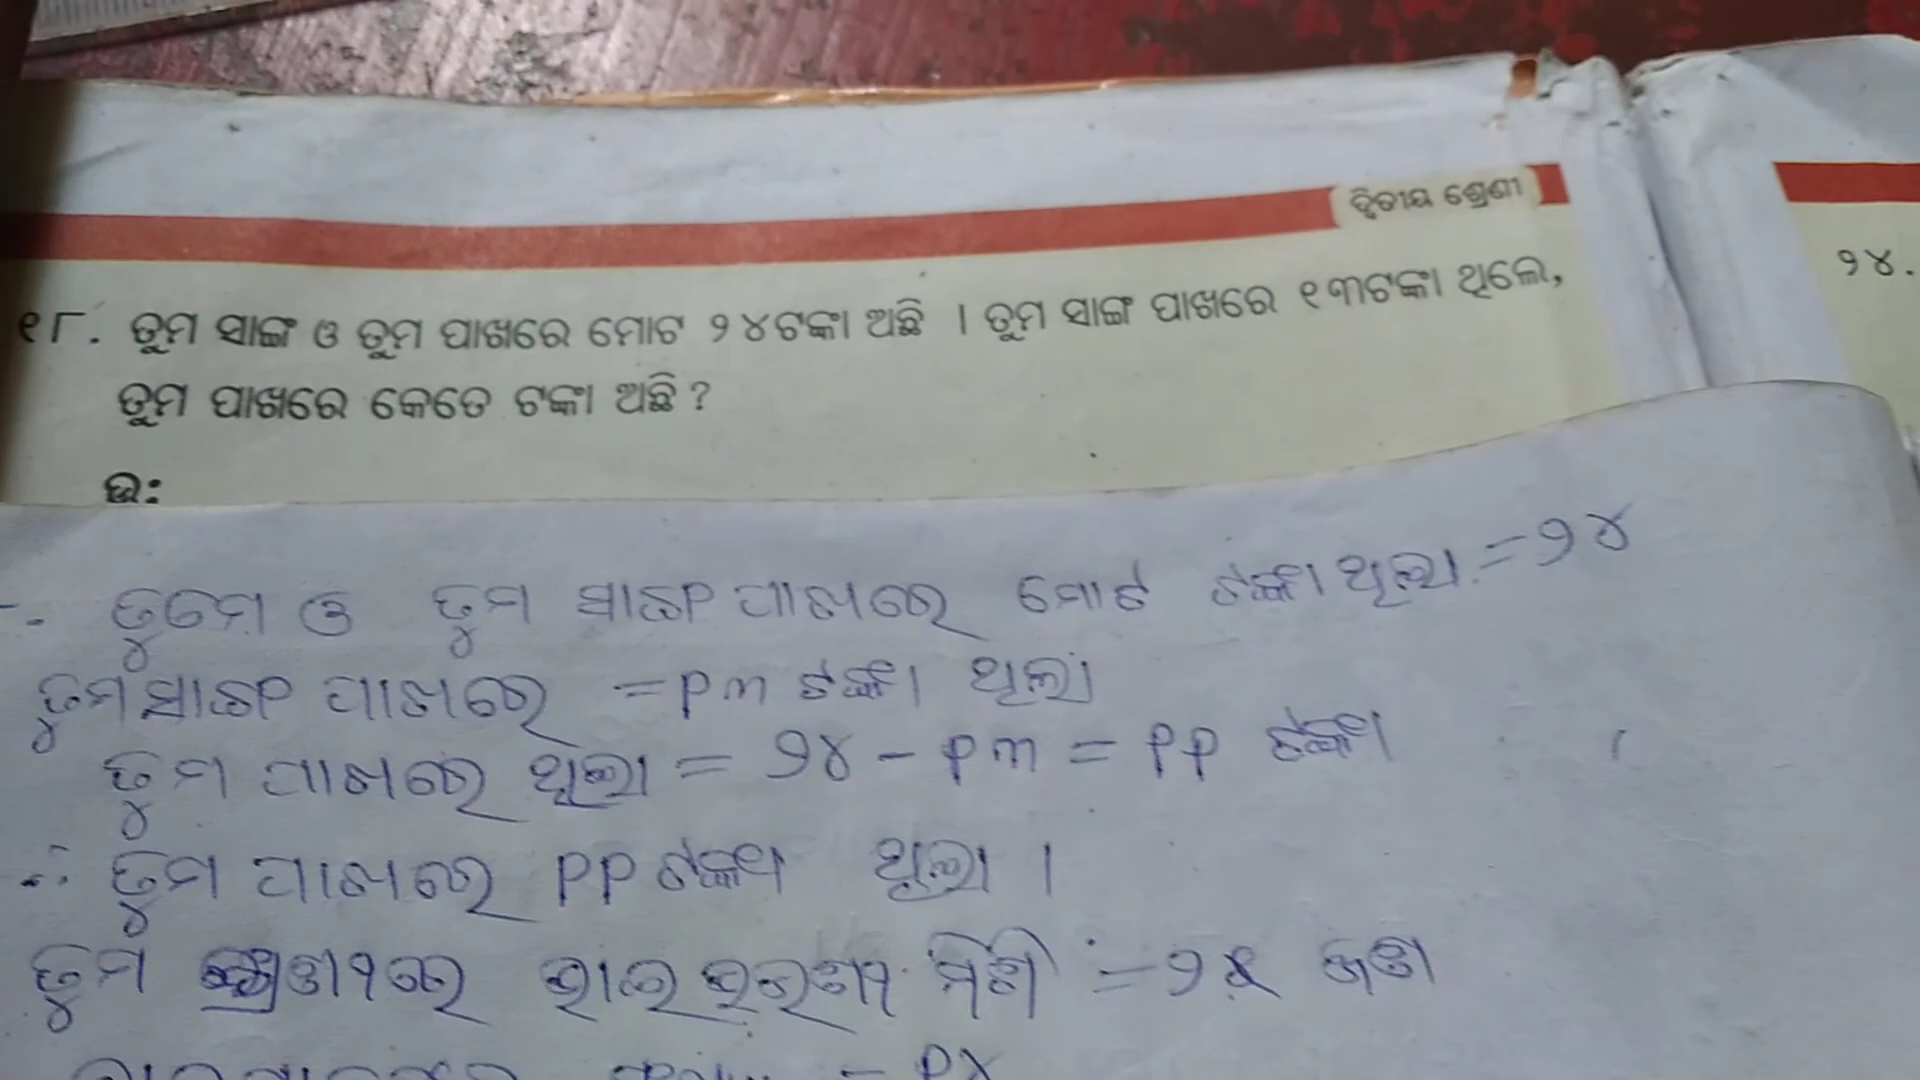 ଦ୍ଵିତୀୟ ଶ୍ରେଣୀ
୧୮. ତୁମ ସାଙ୍ଗ ଓ ତୁମ ପାଖରେ ମୋଟ ୨୪ଟଙ୍କା ଅଛି । ତୁମ ସାଙ୍ଗ ପାଖରେ ୧୩ଟଙ୍କା ଥିଲେ,
ତୁମ ପାଖରେ କେତେ ଟଙ୍କା ଅଛି ?
ଉଃ
୨୪.
ତୁମେ ଓ ତୁମ ସାଙ୍ଗ ପାଖରେ ମୋଟ ଟଙ୍କା ଥିଲା = ୨୪
ତୁମ ସାଙ୍ଗ ପାଖରେ = ୧୩ ଟଙ୍କା ଥିଲା
ତୁମ ପାଖରେ ଥିଲା = ୨୪ - ୧୩ = ୧୧ ଟଙ୍କା
∴ ତୁମ ପାଖରେ ୧୧ ଟଙ୍କା ଥିଲା ।
ତୁମ ଭାଇ ଭଉଣୀ ମିଶି =